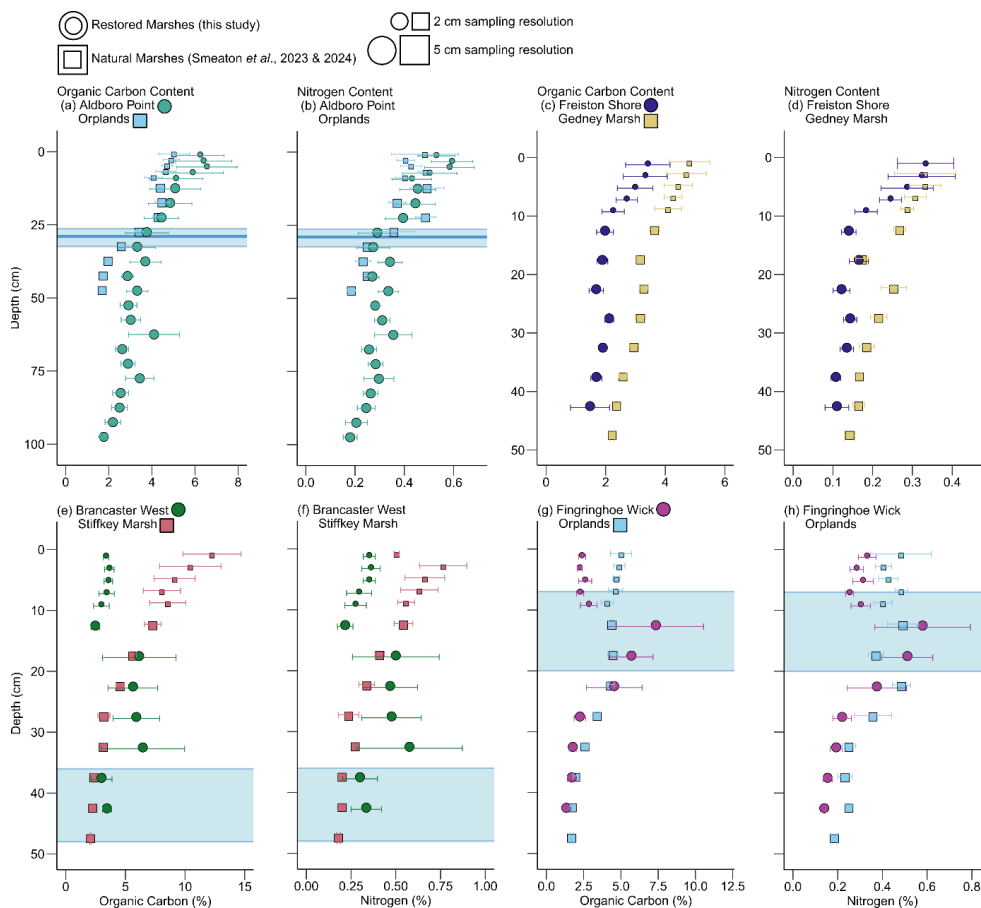 Restored Marshes (this study)
Natural Marshes (Smeaton et al., 2023 & 2024)
2 cm sampling resolution
5 cm sampling resolution
Organic Carbon Content
(a) Aldboro Point
Orplands
Nitrogen Content
(b) Aldboro Point
Orplands
Organic Carbon Content
(c) Freiston Shore
Gedney Marsh
Nitrogen Content
(d) Freiston Shore
Gedney Marsh
Depth (cm)
0
25
50
75
100
0 2 4 6 8
0.0 0.2 0.4 0.6
0
10
20
30
40
50
0 2 4 6
0
10
20
30
40
50
0.0 0.1 0.2 0.3 0.4
(e) Brancaster West
Stiffkey Marsh
(f) Brancaster West
Stiffkey Marsh
(g) Fingringhoe Wick
Orplands
(h) Fingringhoe Wick
Orplands
Depth (cm)
0
10
20
30
40
50
0 5 10 15
Organic Carbon (%)
0.00 0.25 0.50 0.75 1.00
Nitrogen (%)
0.0 2.5 5.0 7.5 10.0 12.5
Organic Carbon (%)
0.0 0.2 0.4 0.6 0.8
Nitrogen (%)